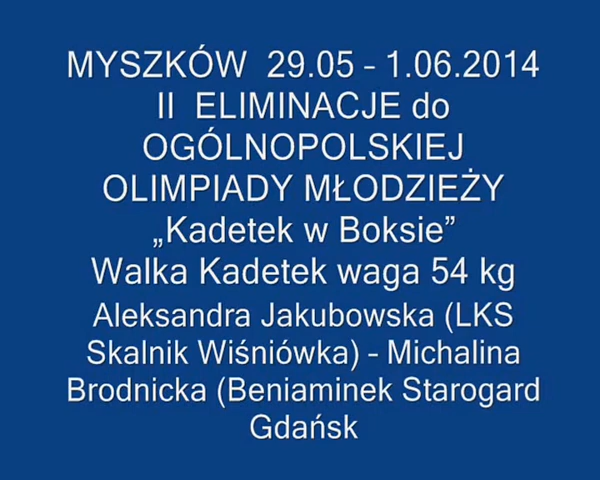 MYSZKÓW 29.05 - 1.06.2014
II ELIMINACJE do
OGÓLNOPOLSKIEJ
OLIMPIADY MŁODZIEŻY
„Kadetek w Boksie”
Walka Kadetek waga 54 kg
Aleksandra Jakubowska (LKS
Skalnik Wiśniówka) - Michalina
Brodnicka (Beniaminek Starogard
Gdańsk